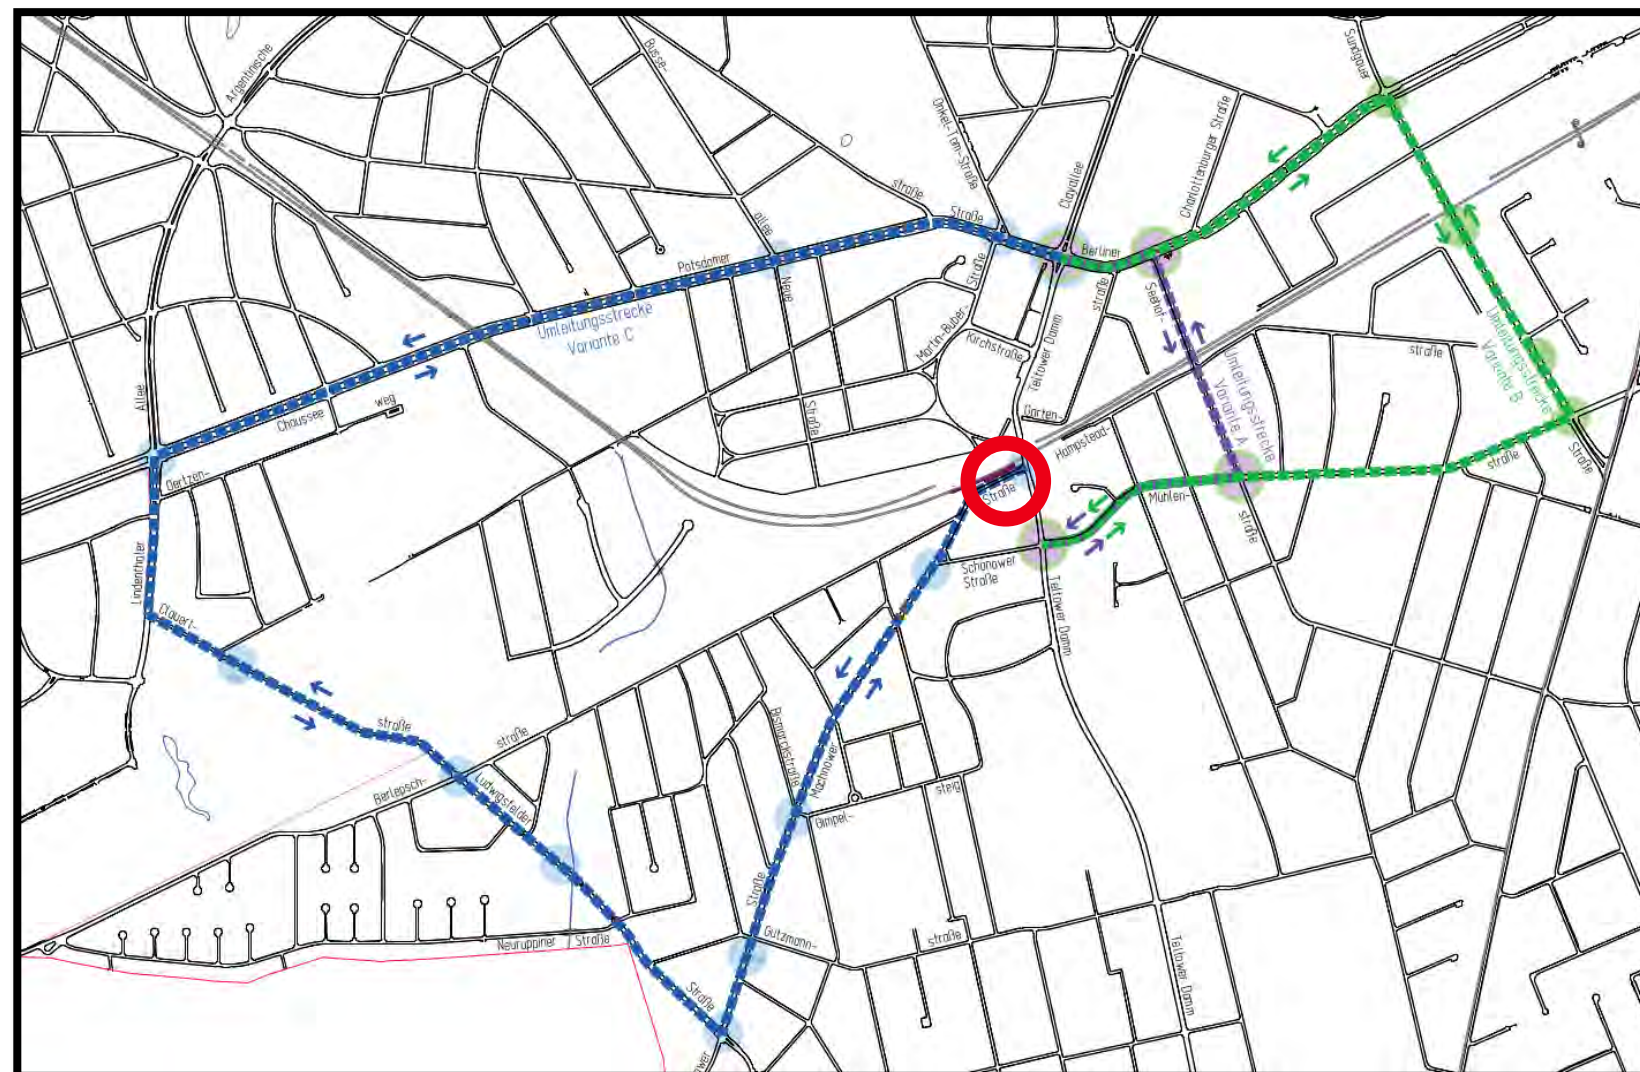 Argentinische
Busse-
Sundgauer
Onkel-Tom-Straße
Clayallee
Charlottenburger Straße
straße
Straße
allee
Berliner
Potsdamer
Neue
Straße
straße
Seehof-
Umleitungsstrecke
Variante C
Martin-Buber-
Kirchstraße
Teltower Damm
Umleitungsstrecke
Variante A
Umleitungsstrecke
Variante B
straße
Allee
Chaussee
weg
Straße
Garten-
Hampstead-
Oertzen-
Straße
Mühlen-
straße
Straße
straße
Lindenthaler
Clauert-
Schönower
Straße
Teltower Damm
straße
straße
Bismarckstraße
Machnower
Berlepsch-
Ludwigsfelder
steig
Gimpel-
Straße
Neuruppiner
Straße
Gutzmann-
straße
Teltower Damm
Straße